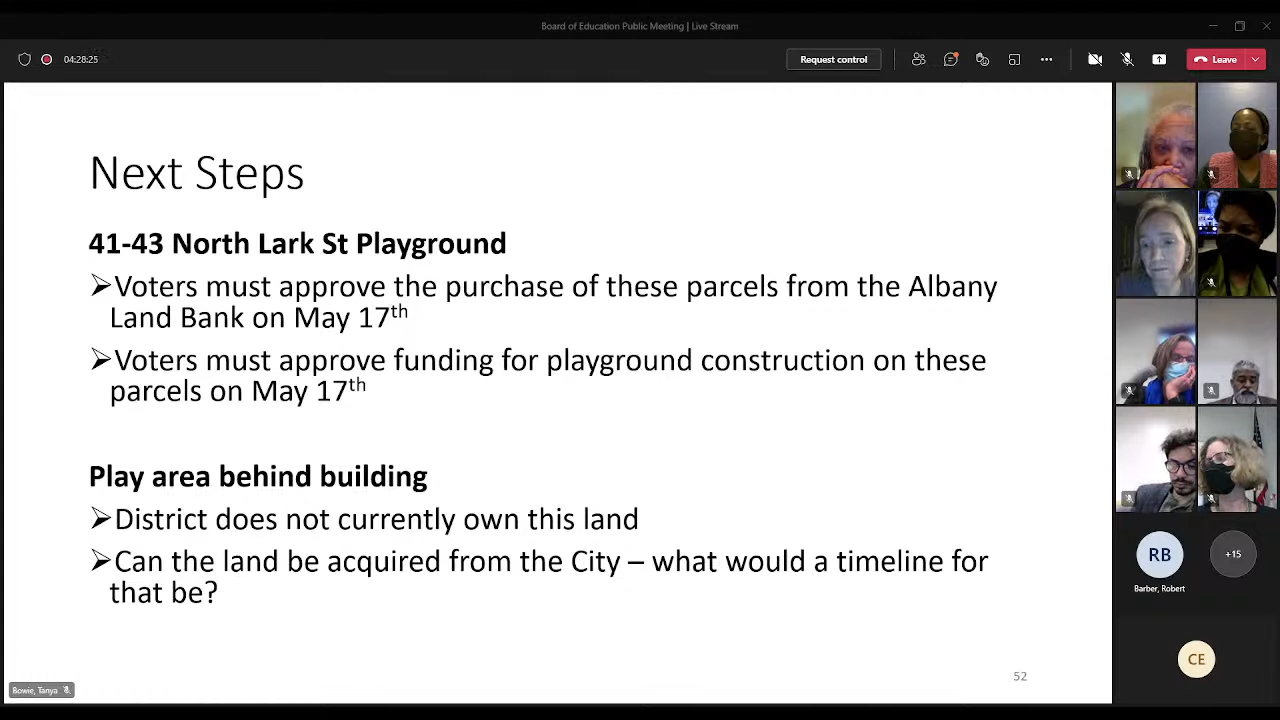 Board of Education Public Meeting | Live Stream
04:28:25
Request control
Leave
Next Steps
41-43 North Lark St Playground
➢Voters must approve the purchase of these parcels from the Albany
Land Bank on May 17th
➢Voters must approve funding for playground construction on these
parcels on May 17th
Play area behind building
➢District does not currently own this land
➢Can the land be acquired from the City – what would a timeline for
that be?
52
Bowie, Tanya
RB
+15
Barber, Robert
CE